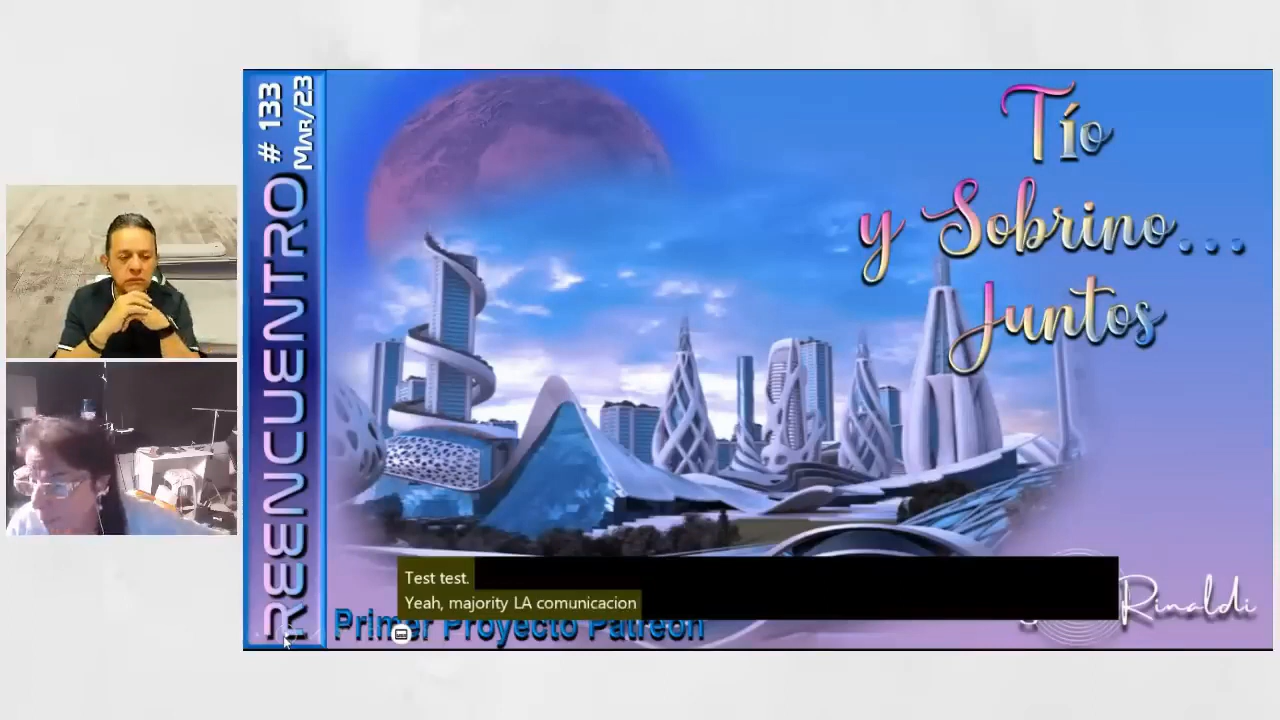 REENCUENTRO # 133
Mar/23
Tío
y Sobrino...
Juntos
Test test.
Yeah, majority LA comunicacion
Primer Proyecto Patreon
Rinaldi